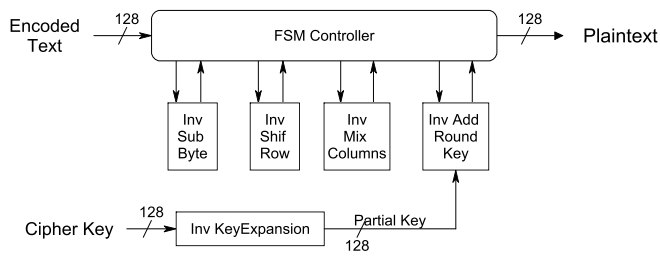 Encoded
Text
128
FSM Controller
128
Plaintext
Inv
Sub
Byte
Inv
Shif
Row
Inv
Mix
Columns
Inv Add
Round
Key
Cipher Key
128
Inv KeyExpansion
Partial Key
128